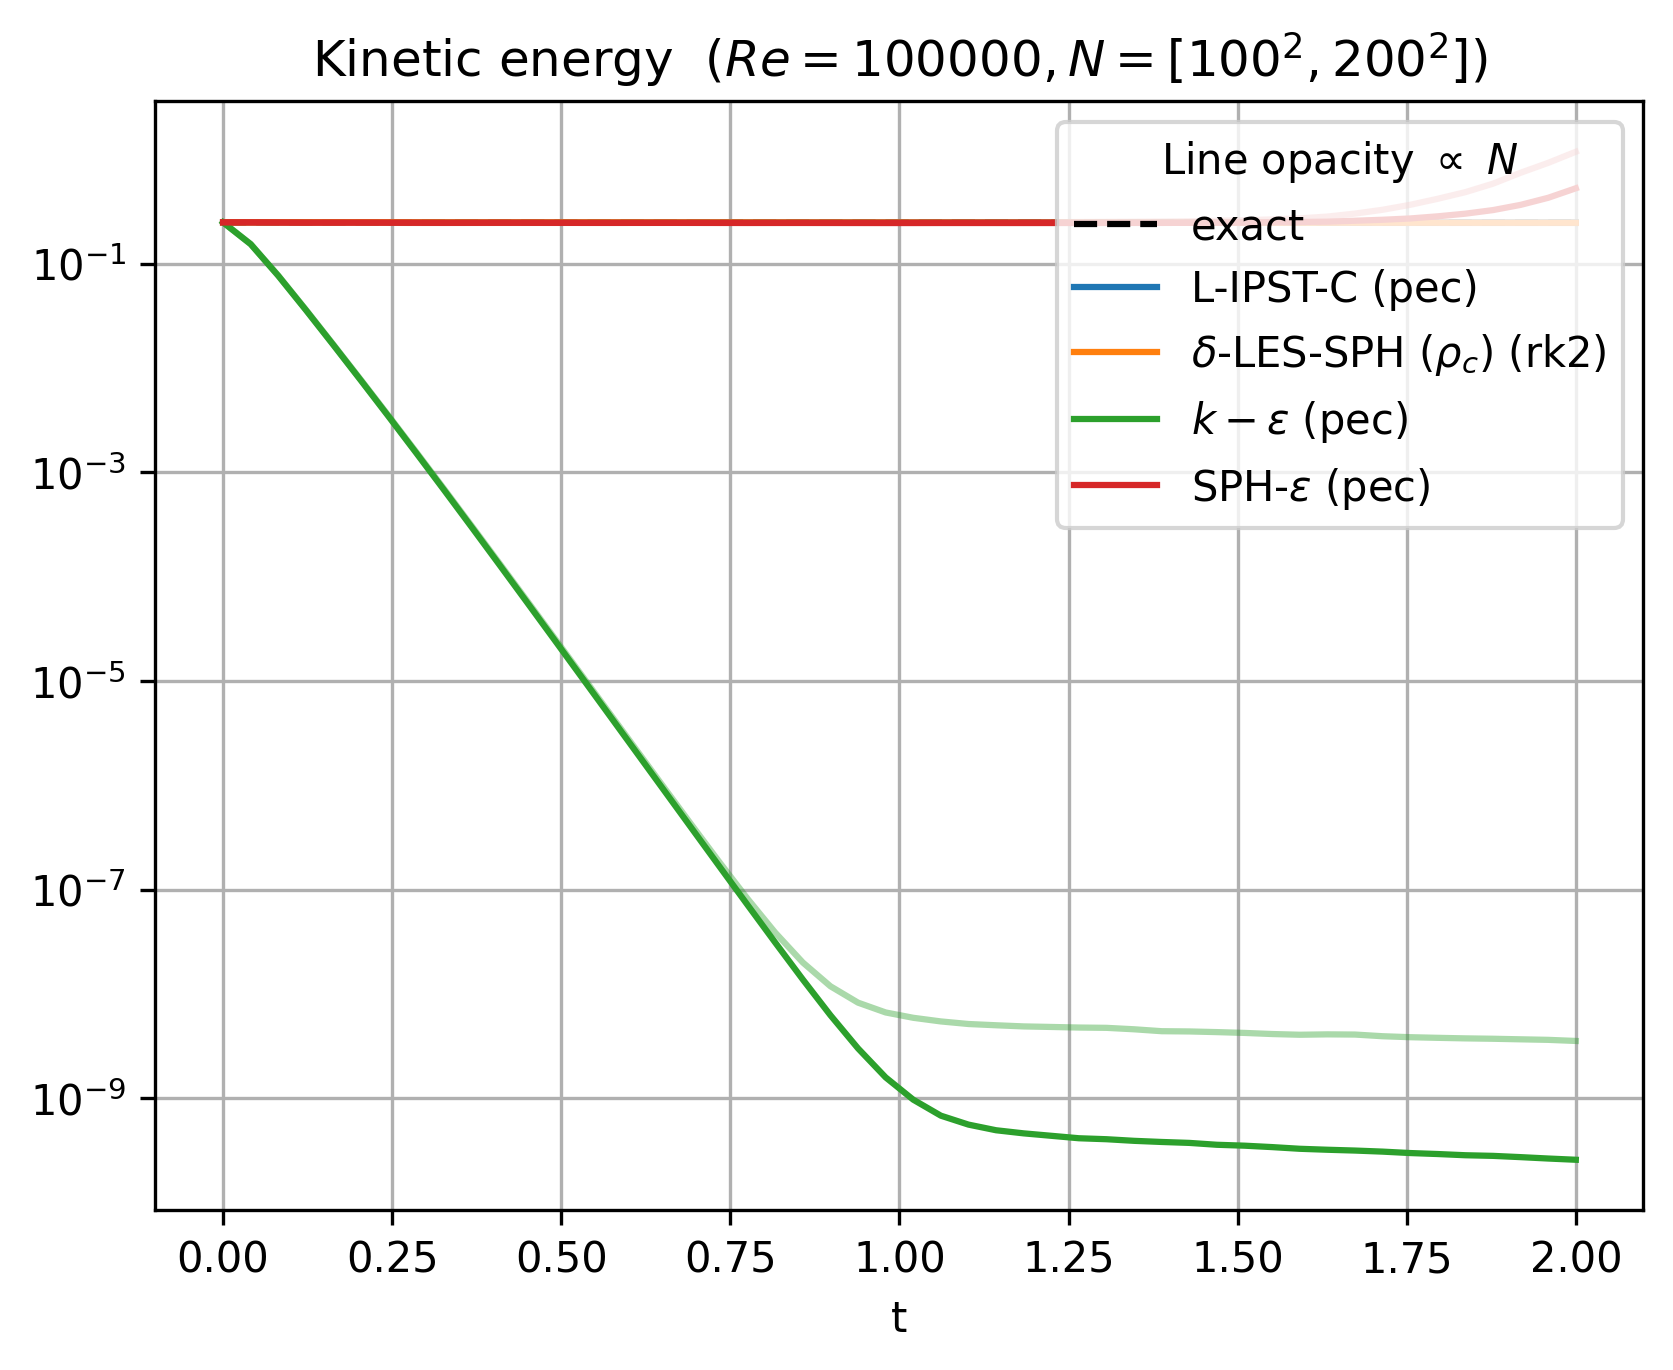 Kinetic energy (Re = 100000, N = [100², 200²])
Line opacity ∝ N
exact
L-IPST-C (pec)
δ-LES-SPH (ρ_c) (rk2)
k − ε (pec)
SPH-ε (pec)
10⁻¹
10⁻³
10⁻⁵
10⁻⁷
10⁻⁹
0.00 0.25 0.50 0.75 1.00 1.25 1.50 1.75 2.00
t